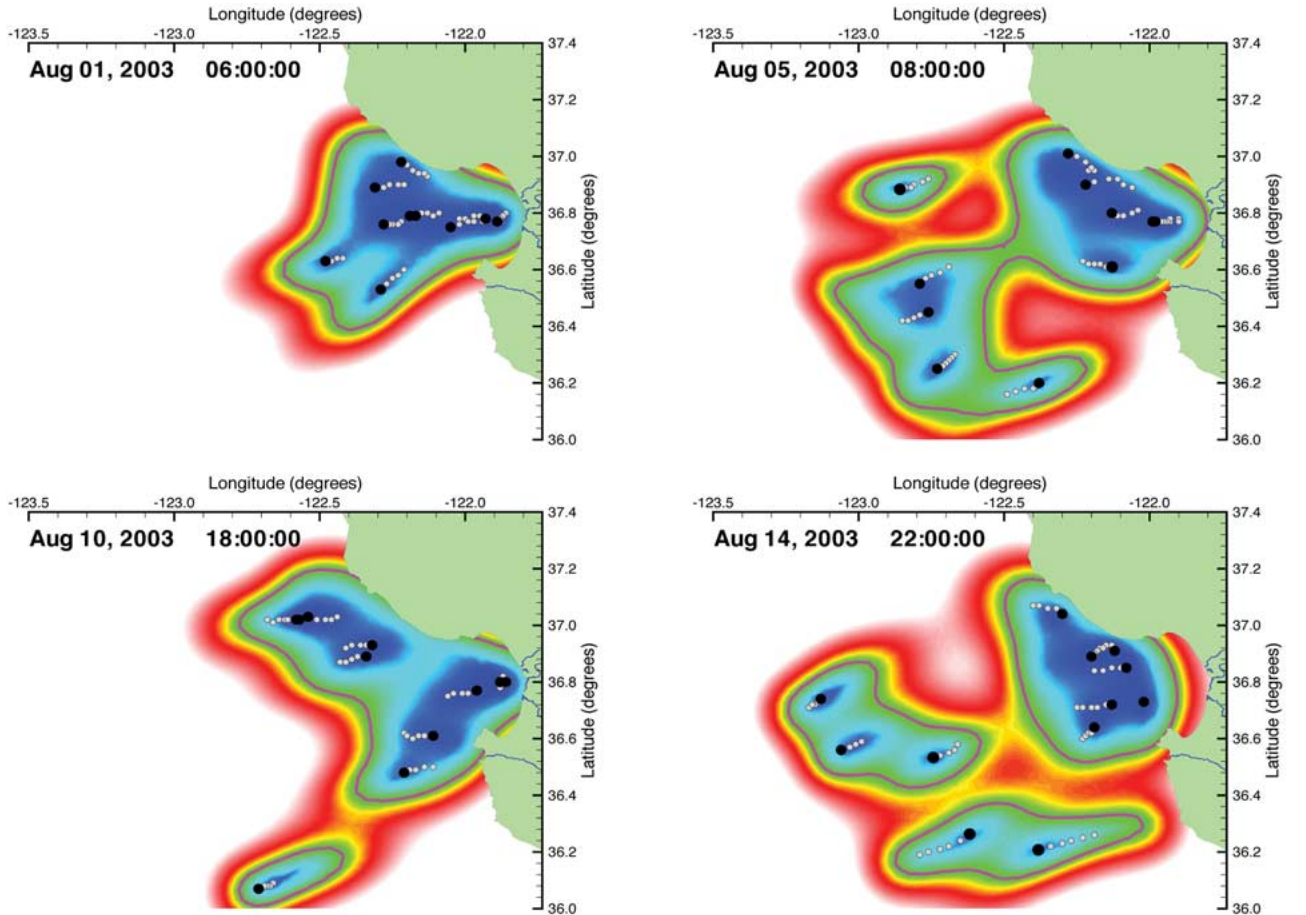 Longitude (degrees)
-123.5 -123.0 -122.5 -122.0
Aug 01, 2003 06:00:00
37.4
37.2
37.0
36.8
36.6
36.4
36.2
36.0
Latitude (degrees)
Longitude (degrees)
-123.5 -123.0 -122.5 -122.0
Aug 05, 2003 08:00:00
37.4
37.2
37.0
36.8
36.6
36.4
36.2
36.0
Latitude (degrees)
Longitude (degrees)
-123.5 -123.0 -122.5 -122.0
Aug 10, 2003 18:00:00
37.4
37.2
37.0
36.8
36.6
36.4
36.2
36.0
Latitude (degrees)
Longitude (degrees)
-123.5 -123.0 -122.5 -122.0
Aug 14, 2003 22:00:00
37.4
37.2
37.0
36.8
36.6
36.4
36.2
36.0
Latitude (degrees)